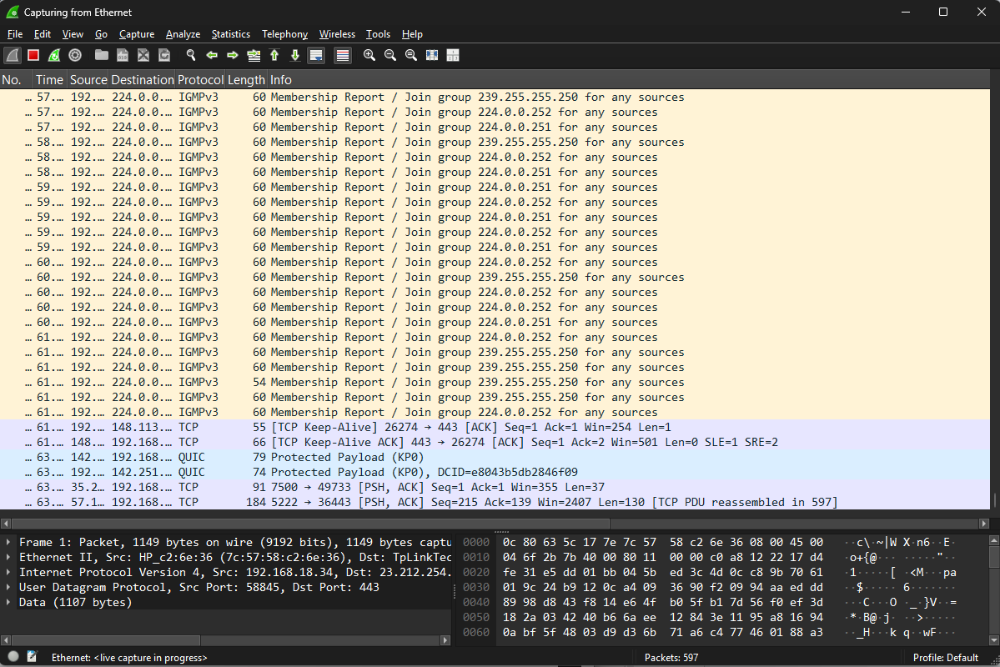 Capturing from Ethernet
File Edit View Go Capture Analyze Statistics Telephony Wireless Tools Help
No. Time Source Destination Protocol Length Info
… 57.… 192.… 224.0.0.… IGMPv3 60 Membership Report / Join group 239.255.255.250 for any sources
… 57.… 192.… 224.0.0.… IGMPv3 60 Membership Report / Join group 224.0.0.252 for any sources
… 57.… 192.… 224.0.0.… IGMPv3 60 Membership Report / Join group 224.0.0.251 for any sources
… 58.… 192.… 224.0.0.… IGMPv3 60 Membership Report / Join group 239.255.255.250 for any sources
… 58.… 192.… 224.0.0.… IGMPv3 60 Membership Report / Join group 224.0.0.252 for any sources
… 58.… 192.… 224.0.0.… IGMPv3 60 Membership Report / Join group 224.0.0.251 for any sources
… 59.… 192.… 224.0.0.… IGMPv3 60 Membership Report / Join group 224.0.0.251 for any sources
… 59.… 192.… 224.0.0.… IGMPv3 60 Membership Report / Join group 224.0.0.252 for any sources
… 59.… 192.… 224.0.0.… IGMPv3 60 Membership Report / Join group 224.0.0.251 for any sources
… 59.… 192.… 224.0.0.… IGMPv3 60 Membership Report / Join group 224.0.0.252 for any sources
… 59.… 192.… 224.0.0.… IGMPv3 60 Membership Report / Join group 224.0.0.251 for any sources
… 60.… 192.… 224.0.0.… IGMPv3 60 Membership Report / Join group 224.0.0.252 for any sources
… 60.… 192.… 224.0.0.… IGMPv3 60 Membership Report / Join group 239.255.255.250 for any sources
… 60.… 192.… 224.0.0.… IGMPv3 60 Membership Report / Join group 224.0.0.252 for any sources
… 60.… 192.… 224.0.0.… IGMPv3 60 Membership Report / Join group 224.0.0.252 for any sources
… 60.… 192.… 224.0.0.… IGMPv3 60 Membership Report / Join group 224.0.0.251 for any sources
… 61.… 192.… 224.0.0.… IGMPv3 60 Membership Report / Join group 224.0.0.252 for any sources
… 61.… 192.… 224.0.0.… IGMPv3 60 Membership Report / Join group 239.255.255.250 for any sources
… 61.… 192.… 224.0.0.… IGMPv3 60 Membership Report / Join group 239.255.255.250 for any sources
… 61.… 192.… 224.0.0.… IGMPv3 54 Membership Report / Join group 239.255.255.250 for any sources
… 61.… 192.… 224.0.0.… IGMPv3 60 Membership Report / Join group 239.255.255.250 for any sources
… 61.… 192.… 224.0.0.… IGMPv3 60 Membership Report / Join group 224.0.0.252 for any sources
… 61.… 192.… 148.113.… TCP 55 [TCP Keep-Alive] 26274 → 443 [ACK] Seq=1 Ack=1 Win=254 Len=1
… 61.… 148.… 192.168.… TCP 66 [TCP Keep-Alive ACK] 443 → 26274 [ACK] Seq=1 Ack=2 Win=501 Len=0 SLE=1 SRE=2
… 63.… 142.… 192.168.… QUIC 79 Protected Payload (KP0)
… 63.… 192.… 142.251.… QUIC 74 Protected Payload (KP0), DCID=e8043b5db2846f09
… 63.… 35.2… 192.168.… TCP 91 7500 → 49733 [PSH, ACK] Seq=1 Ack=1 Win=355 Len=37
… 63.… 57.1… 192.168.… TCP 184 5222 → 36443 [PSH, ACK] Seq=215 Ack=139 Win=2407 Len=130 [TCP PDU reassembled in 597]
Frame 1: Packet, 1149 bytes on wire (9192 bits), 1149 bytes captu
Ethernet II, Src: HP_c2:6e:36 (7c:57:58:c2:6e:36), Dst: TpLinkTec
Internet Protocol Version 4, Src: 192.168.18.34, Dst: 23.212.254.
User Datagram Protocol, Src Port: 58845, Dst Port: 443
Data (1107 bytes)
0000 0c 80 63 5c 17 7e 7c 57 58 c2 6e 36 08 00 45 00 ··c\·~|W X·n6··E·
0010 04 6f 2b 7b 40 00 80 11 00 00 c0 a8 12 22 17 d4 ·o+{@··· ·····"··
0020 fe 31 e5 dd 01 bb 04 5b ed 3c 4d 0c c8 9b 70 61 ·1·····[ ·<M···pa
0030 01 9c 24 b9 12 0c a4 09 36 90 f2 09 94 aa ed dd ··$····· 6·······
0040 89 98 d8 43 f8 14 e6 4f b0 5f b1 7d 56 f0 ef 3d ···C···O ·_·}V··=
0050 18 2a 03 42 40 b6 6a ee 12 84 3e 11 95 a8 16 94 ·*·B@·j· ··>·····
0060 0a bf 5f 48 03 d9 d3 6b 71 a6 c4 77 46 01 88 a3 ··_H···k q··wF···
Ethernet: <live capture in progress>
Packets: 597
Profile: Default